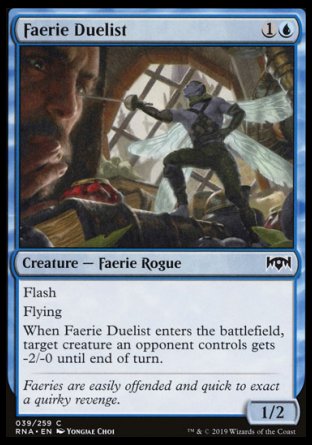 Faerie Duelist 1
Creature — Faerie Rogue
Flash
Flying
When Faerie Duelist enters the battlefield,
target creature an opponent controls gets
-2/-0 until end of turn.
Faeries are easily offended and quick to exact
a quirky revenge.
1/2
039/259 C
RNA • EN YONGJAE CHOI ™ & © 2019 Wizards of the Coast